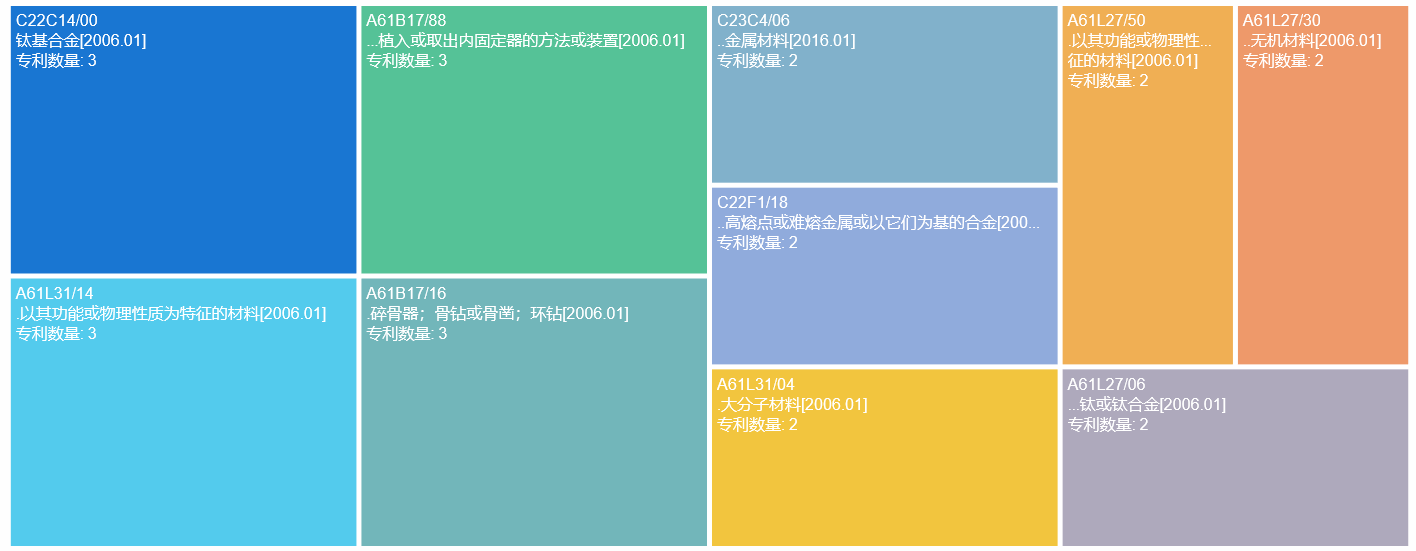 C22C14/00
钛基合金[2006.01]
专利数量: 3
A61B17/88
...植入或取出内固定器的方法或装置[2006.01]
专利数量: 3
C23C4/06
..金属材料[2016.01]
专利数量: 2
A61L27/50
.以其功能或物理性...
征的材料[2006.01]
专利数量: 2
A61L27/30
..无机材料[2006.01]
专利数量: 2
C22F1/18
..高熔点或难熔金属或以它们为基的合金[200...
专利数量: 2
A61L31/14
.以其功能或物理性质为特征的材料[2006.01]
专利数量: 3
A61B17/16
.碎骨器；骨钻或骨凿；环钻[2006.01]
专利数量: 3
A61L31/04
.大分子材料[2006.01]
专利数量: 2
A61L27/06
...钛或钛合金[2006.01]
专利数量: 2